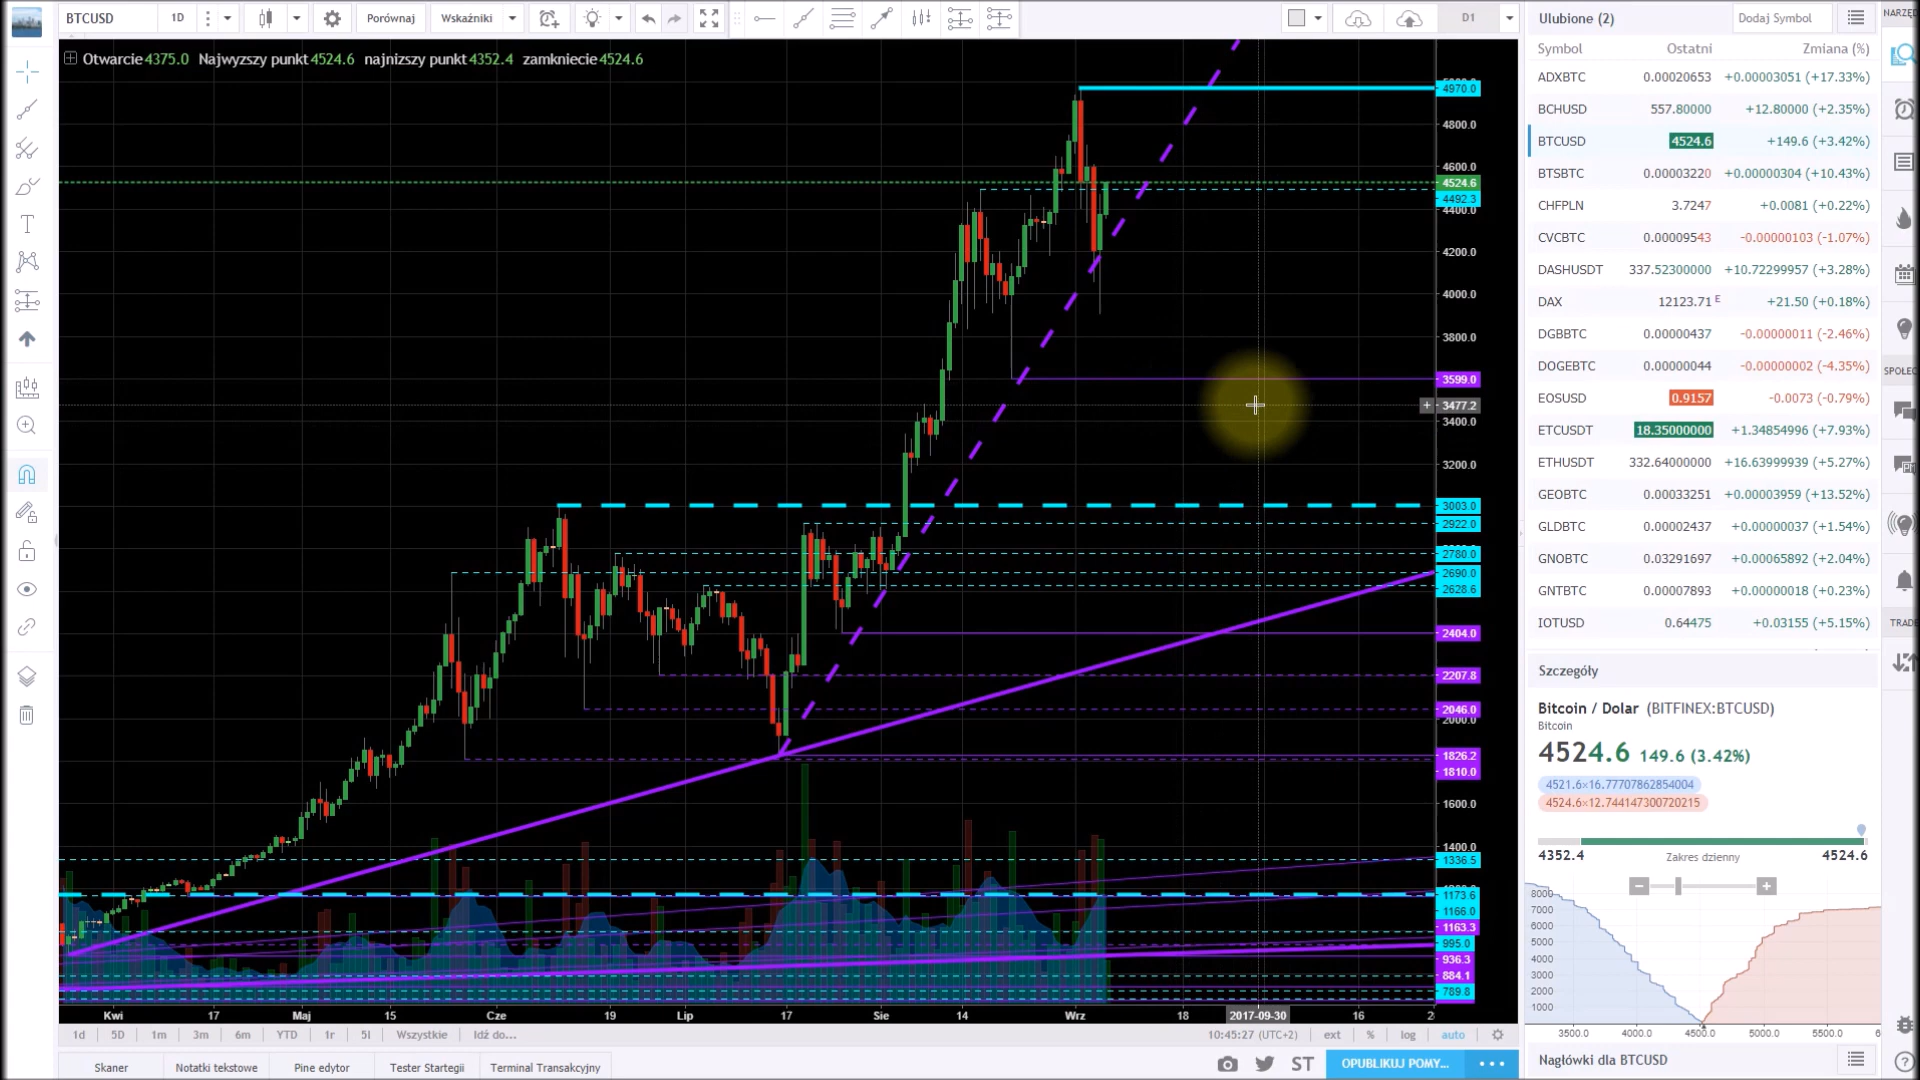 BTCUSD 1D Porównaj Wskaźniki D1
Otwarcie4375.0 Najwyzszy punkt4524.6 najnizszy punkt4352.4 zamkniecie4524.6
4970.0
4800.0
4600.0
4524.6
4492.3
4400.0
4200.0
4000.0
3800.0
3599.0
3477.2
3400.0
3200.0
3003.0
2922.0
2780.0
2690.0
2628.6
2404.0
2207.8
2046.0
2000.0
1826.2
1810.0
1600.0
1400.0
1336.5
1173.6
1166.0
1163.3
995.0
936.3
884.1
789.8
Kwi 17 Maj 15 Cze 19 Lip 17 Sie 14 Wrz 18 2017-09-30 16
1d 5D 1m 3m 6m YTD 1r 5l Wszystkie Idź do... 10:45:27 (UTC+2) ext % log auto
Skaner Notatki tekstowe Pine edytor Tester Startegii Terminal Transakcyjny ST OPUBLIKUJ POMY...
Ulubione (2) Dodaj Symbol
Symbol Ostatni Zmiana (%)
ADXBTC 0.00020653 +0.00003051 (+17.33%)
BCHUSD 557.80000 +12.80000 (+2.35%)
BTCUSD 4524.6 +149.6 (+3.42%)
BTSBTC 0.00003220 +0.00000304 (+10.43%)
CHFPLN 3.7247 +0.0081 (+0.22%)
CVCBTC 0.00009543 -0.00000103 (-1.07%)
DASHUSDT 337.52300000 +10.72299957 (+3.28%)
DAX 12123.71 E +21.50 (+0.18%)
DGBBTC 0.00000437 -0.00000011 (-2.46%)
DOGEBTC 0.00000044 -0.00000002 (-4.35%)
EOSUSD 0.9157 -0.0073 (-0.79%)
ETCUSDT 18.35000000 +1.34854996 (+7.93%)
ETHUSDT 332.64000000 +16.63999939 (+5.27%)
GEOBTC 0.00033251 +0.00003959 (+13.52%)
GLDBTC 0.00002437 +0.00000037 (+1.54%)
GNOBTC 0.03291697 +0.00065892 (+2.04%)
GNTBTC 0.00007893 +0.00000018 (+0.23%)
IOTUSD 0.64475 +0.03155 (+5.15%)
Szczegóły
Bitcoin / Dolar (BITFINEX:BTCUSD)
Bitcoin
4524.6 149.6 (3.42%)
4521.6×16.77707862854004
4524.6×12.744147300720215
4352.4 Zakres dzienny 4524.6
8000
7000
6000
5000
4000
3000
2000
1000
3500.0 4000.0 4500.0 5000.0 5500.0
Nagłówki dla BTCUSD
NARZĘD
SPOŁEC
TRADE